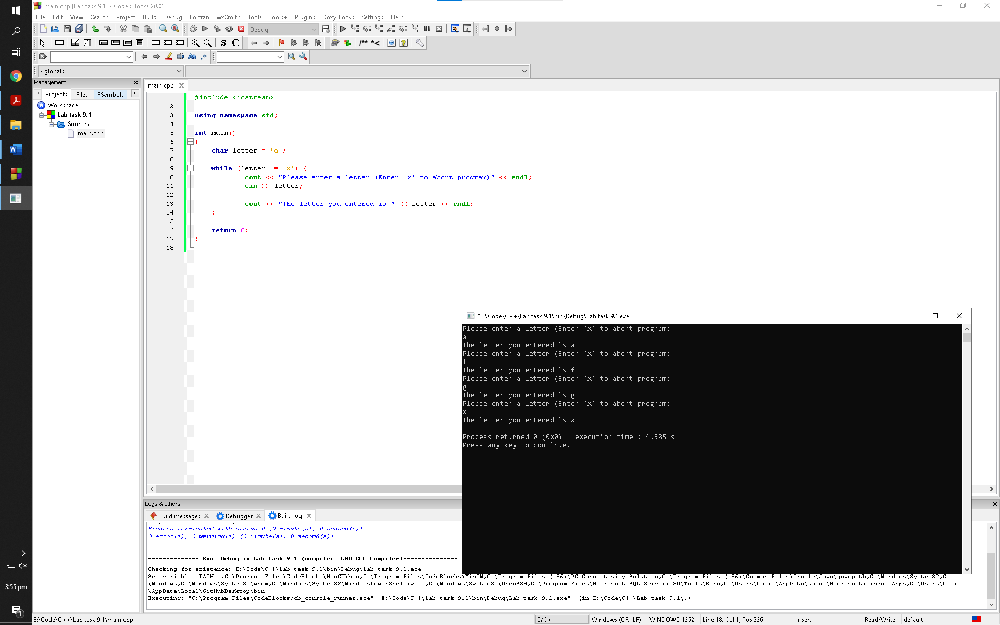 main.cpp [Lab task 9.1] - Code::Blocks 20.03
File Edit View Search Project Build Debug Fortran wxSmith Tools Tools+ Plugins DoxyBlocks Settings Help
Debug
S C /** *<
Aa .*
<global>
Management
Projects Files FSymbols
Workspace
Lab task 9.1
Sources
main.cpp
main.cpp
1 #include <iostream>
2
3 using namespace std;
4
5 int main()
6 {
7 char letter = 'a';
8
9 while (letter != 'x') {
10 cout << "Please enter a letter (Enter 'x' to abort program)" << endl;
11 cin >> letter;
12
13 cout << "The letter you entered is " << letter << endl;
14 }
15
16 return 0;
17 }
18
"E:\Code\C++\Lab task 9.1\bin\Debug\Lab task 9.1.exe"
Please enter a letter (Enter 'x' to abort program)
a
The letter you entered is a
Please enter a letter (Enter 'x' to abort program)
f
The letter you entered is f
Please enter a letter (Enter 'x' to abort program)
g
The letter you entered is g
Please enter a letter (Enter 'x' to abort program)
x
The letter you entered is x
Process returned 0 (0x0) execution time : 4.585 s
Press any key to continue.
Logs & others
Build messages Debugger Build log
Process terminated with status 0 (0 minute(s), 0 second(s))
0 error(s), 0 warning(s) (0 minute(s), 0 second(s))
-------------- Run: Debug in Lab task 9.1 (compiler: GNU GCC Compiler)---------------
Checking for existence: E:\Code\C++\Lab task 9.1\bin\Debug\Lab task 9.1.exe
Set variable: PATH=.;C:\Program Files\CodeBlocks\MinGW\bin;C:\Program Files\CodeBlocks\MinGW;C:\Program Files (x86)\PC Connectivity Solution;C:\Program Files (x86)\Common Files\Oracle\Java\javapath;C:\Windows\System32;C:
\Windows;C:\Windows\System32\wbem;C:\Windows\System32\WindowsPowerShell\v1.0;C:\Windows\System32\OpenSSH;C:\Program Files\Microsoft SQL Server\130\Tools\Binn;C:\Users\kamil\AppData\Local\Microsoft\WindowsApps;C:\Users\kamil
\AppData\Local\GitHubDesktop\bin
Executing: "C:\Program Files\CodeBlocks/cb_console_runner.exe" "E:\Code\C++\Lab task 9.1\bin\Debug\Lab task 9.1.exe" (in E:\Code\C++\Lab task 9.1\.)
3:55 pm
1
E:\Code\C++\Lab task 9.1\main.cpp C/C++ Windows (CR+LF) WINDOWS-1252 Line 18, Col 1, Pos 326 Insert Read/Write default